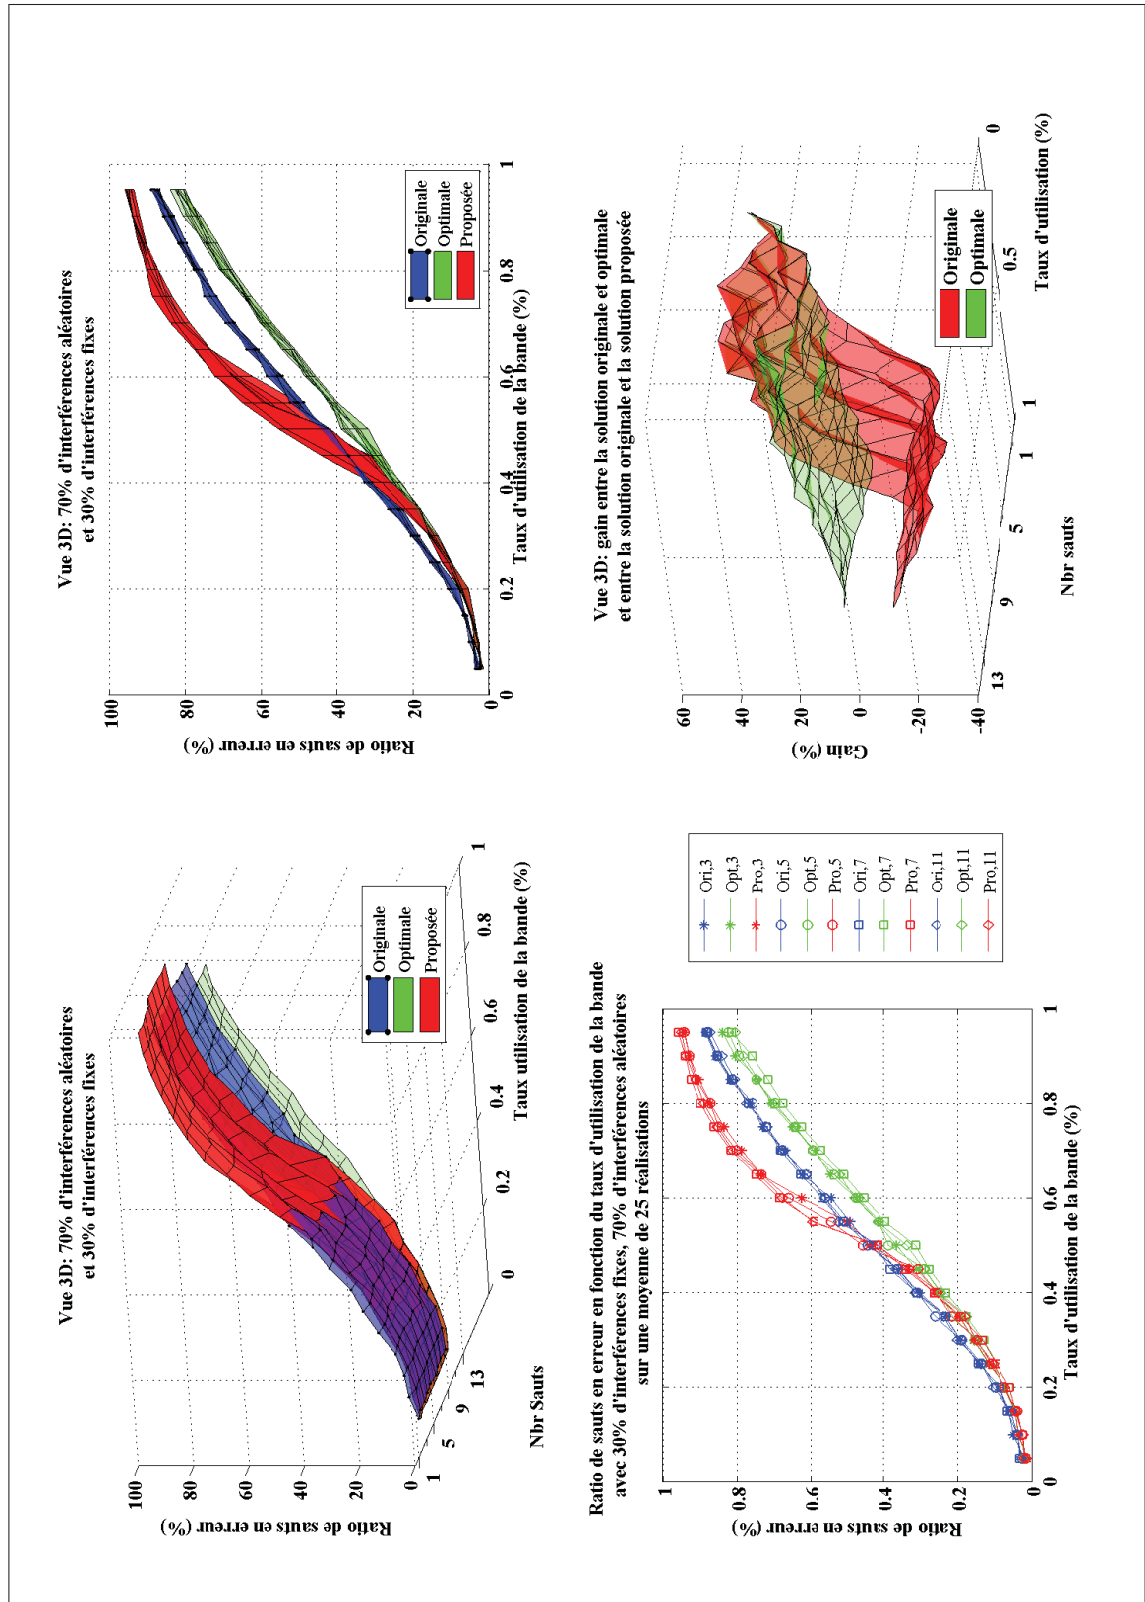 Vue 3D: 70% d'interférences aléatoires
et 30% d'interférences fixes
Ratio de sauts en erreur (%)
100
80
60
40
20
0
1
5
9
13
Nbr Sauts
0
0.2
0.4
0.6
0.8
1
Taux utilisation de la bande (%)
Originale
Optimale
Proposée
Vue 3D: 70% d'interférences aléatoires
et 30% d'interférences fixes
Ratio de sauts en erreur (%)
100
80
60
40
20
0
0
0.2
0.4
0.6
0.8
1
Taux d'utilisation de la bande (%)
Originale
Optimale
Proposée
Ratio de sauts en erreur en fonction du taux d'utilisation de la bande
avec 30% d'interférences fixes, 70% d'interférences aléatoires
sur une moyenne de 25 réalisations
Ratio de sauts en erreur (%)
1
0.8
0.6
0.4
0.2
0
0
0.2
0.4
0.6
0.8
1
Taux d'utilisation de la bande (%)
Ori,3
Opt,3
Pro,3
Ori,5
Opt,5
Pro,5
Ori,7
Opt,7
Pro,7
Ori,11
Opt,11
Pro,11
Vue 3D: gain entre la solution originale et optimale
et entre la solution originale et la solution proposée
Gain (%)
60
40
20
0
-20
-40
13
9
5
1
Nbr sauts
1
0.5
0
Taux d'utilisation (%)
Originale
Optimale